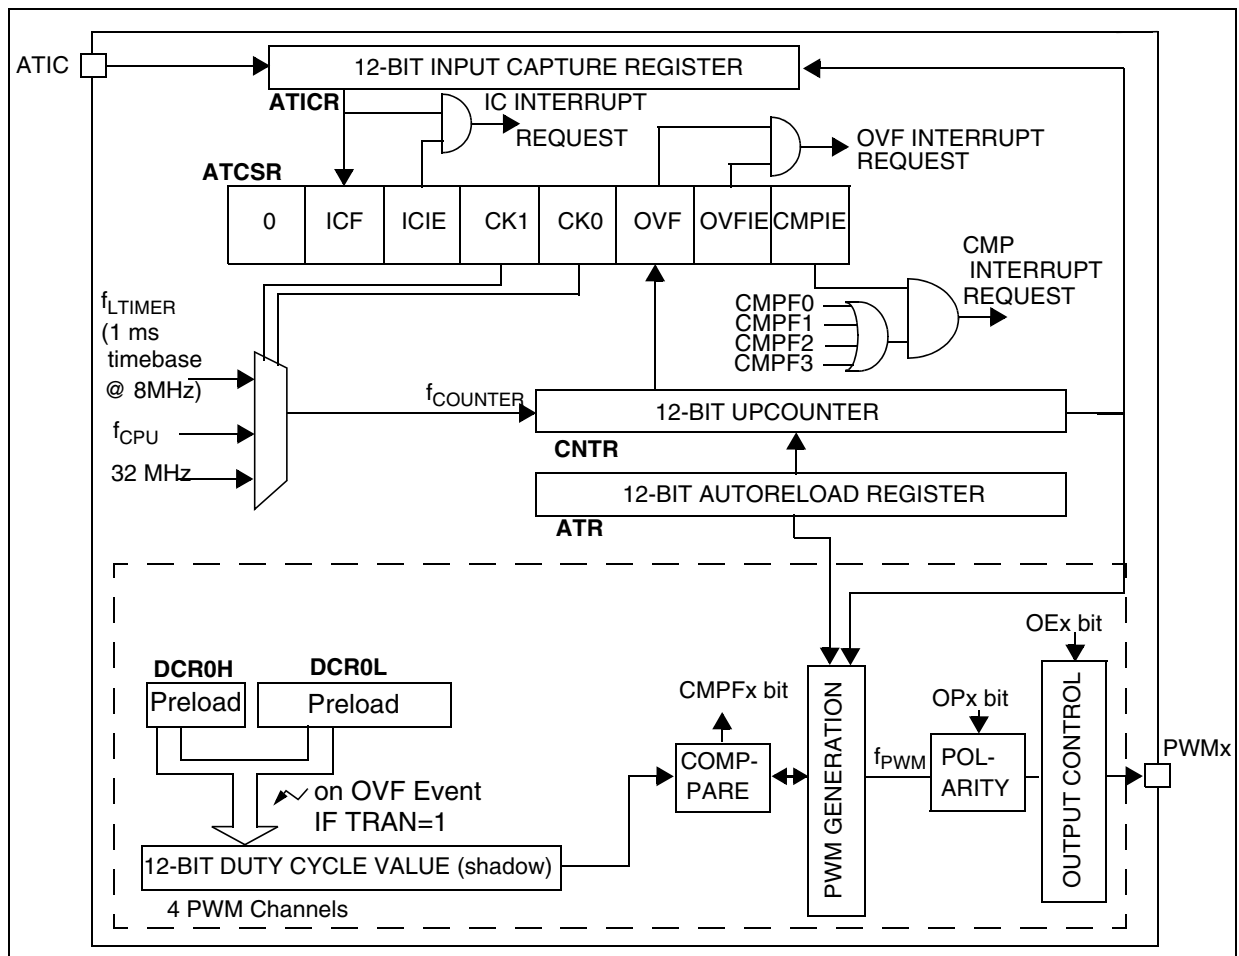 ATIC
12-BIT INPUT CAPTURE REGISTER
ATICR
IC INTERRUPT
REQUEST
OVF INTERRUPT
REQUEST
ATCSR
0 ICF ICIE CK1 CK0 OVF OVFIE CMPIE
CMP
INTERRUPT
REQUEST
fLTIMER
(1 ms
timebase
@ 8MHz)
CMPF0
CMPF1
CMPF2
CMPF3
fCOUNTER
12-BIT UPCOUNTER
fCPU
CNTR
32 MHz
12-BIT AUTORELOAD REGISTER
ATR
OEx bit
DCR0H
DCR0L
Preload
Preload
CMPFx bit
OPx bit
PWMx
COMP-
PARE
PWM GENERATION
fPWM
POL-
ARITY
OUTPUT CONTROL
on OVF Event
IF TRAN=1
12-BIT DUTY CYCLE VALUE (shadow)
4 PWM Channels